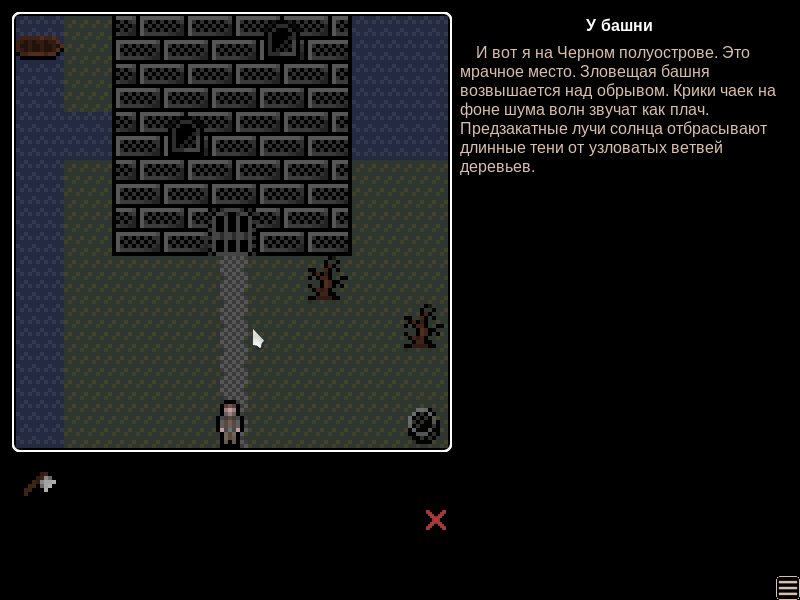 У башни
И вот я на Черном полуострове. Это
мрачное место. Зловещая башня
возвышается над обрывом. Крики чаек на
фоне шума волн звучат как плач.
Предзакатные лучи солнца отбрасывают
длинные тени от узловатых ветвей
деревьев.